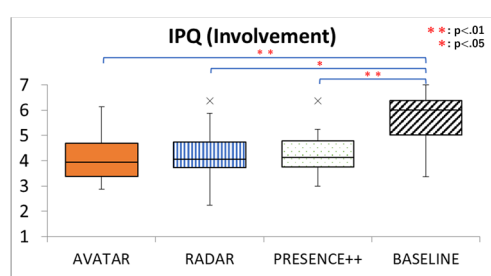 IPQ (Involvement)
**: p<.01
*: p<.05
**
*
**
7
6
5
4
3
2
1
AVATAR RADAR PRESENCE++ BASELINE